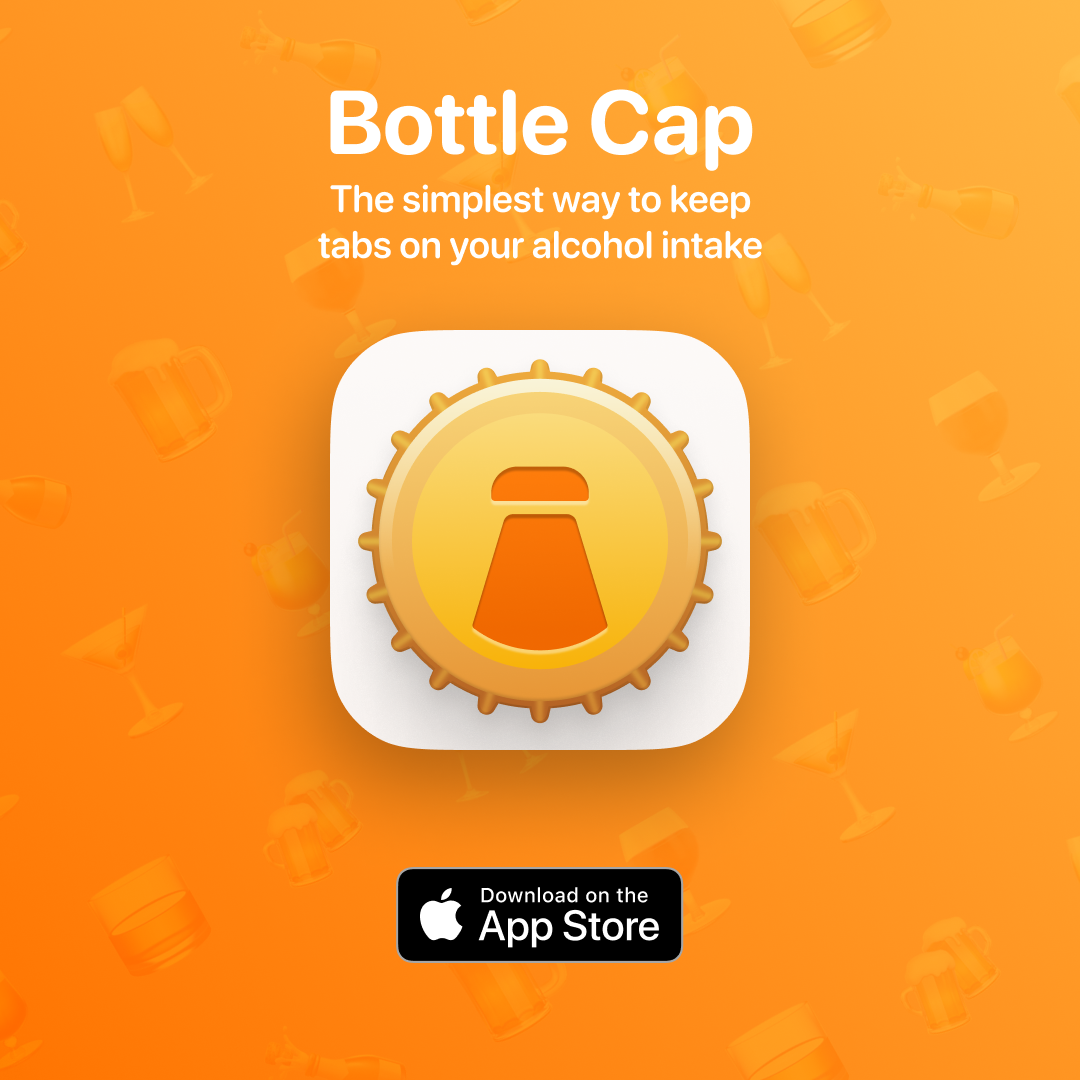 Bottle Cap
The simplest way to keep
tabs on your alcohol intake
Download on the
App Store